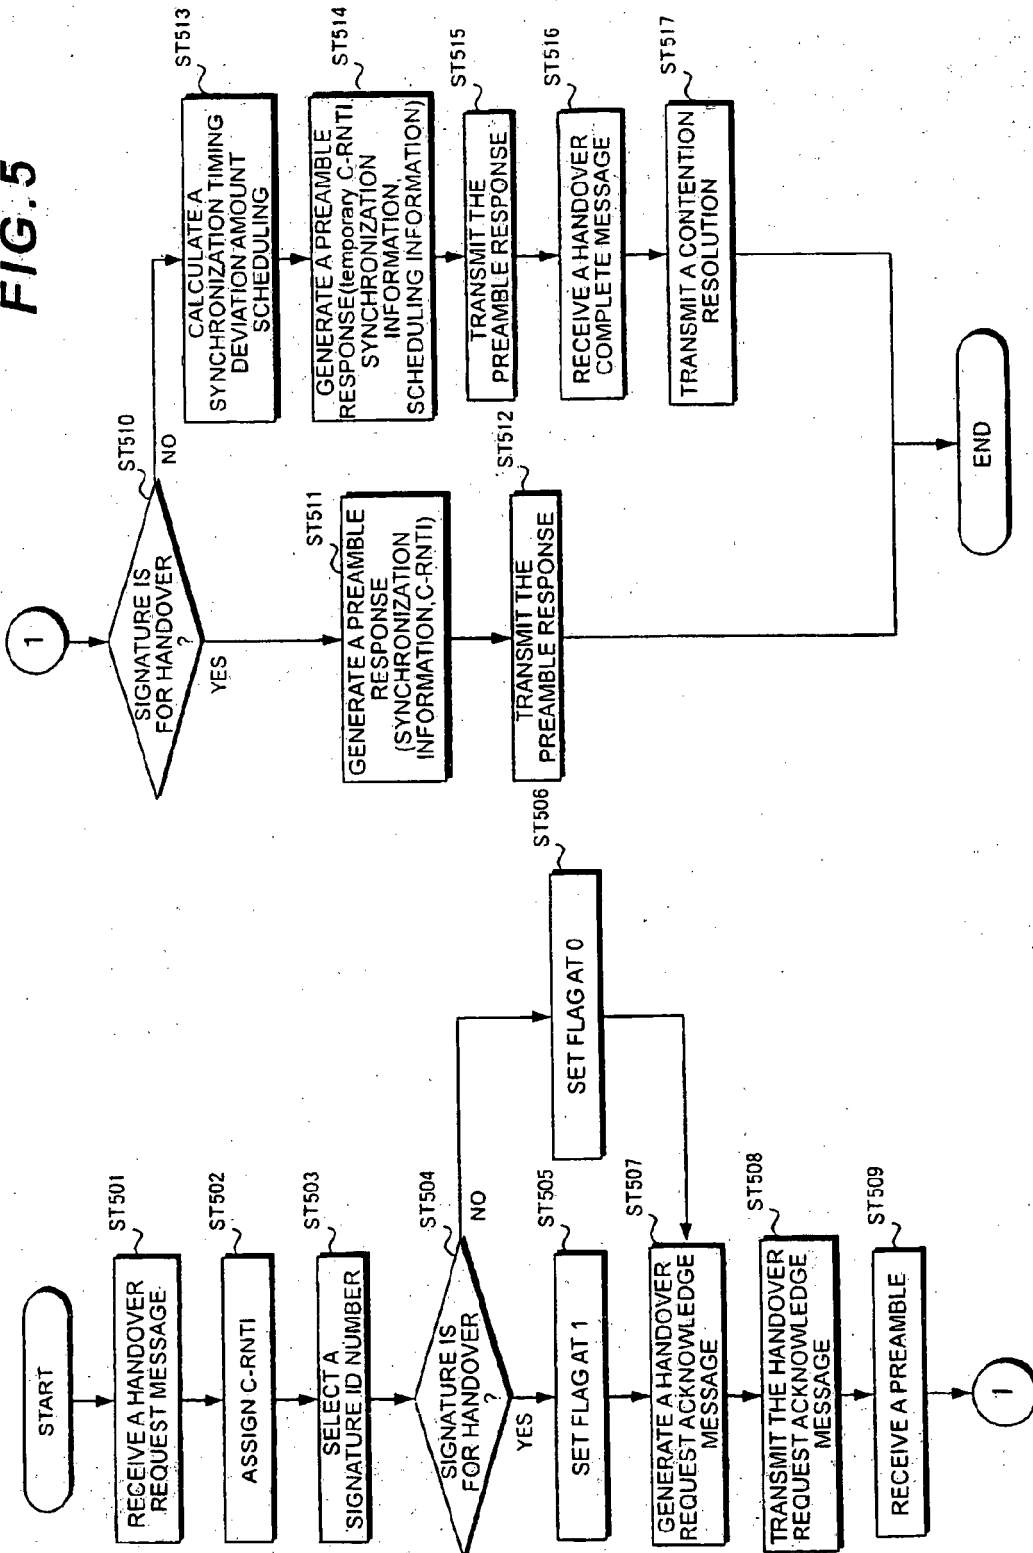 FIG. 5
START
ST501
RECEIVE A HANDOVER
REQUEST MESSAGE
ST502
ASSIGN C-RNTI
ST503
SELECT A
SIGNATURE ID NUMBER
ST504
SIGNATURE IS
FOR HANDOVER
?
NO
YES
ST505
SET FLAG AT 1
ST506
SET FLAG AT 0
ST507
GENERATE A HANDOVER
REQUEST ACKNOWLEDGE
MESSAGE
ST508
TRANSMIT THE HANDOVER
REQUEST ACKNOWLEDGE
MESSAGE
ST509
RECEIVE A PREAMBLE
1
1
ST510
SIGNATURE IS
FOR HANDOVER
?
NO
YES
ST511
GENERATE A PREAMBLE
RESPONSE
(SYNCHRONIZATION
INFORMATION,C-RNTI)
ST512
TRANSMIT THE
PREAMBLE RESPONSE
ST513
CALCULATE A
SYNCHRONIZATION TIMING
DEVIATION AMOUNT
SCHEDULING
ST514
GENERATE A PREAMBLE
RESPONSE(temporary C-RNTI
SYNCHRONIZATION
INFORMATION,
SCHEDULING INFORMATION)
ST515
TRANSMIT THE
PREAMBLE RESPONSE
ST516
RECEIVE A HANDOVER
COMPLETE MESSAGE
ST517
TRANSMIT A CONTENTION
RESOLUTION
END